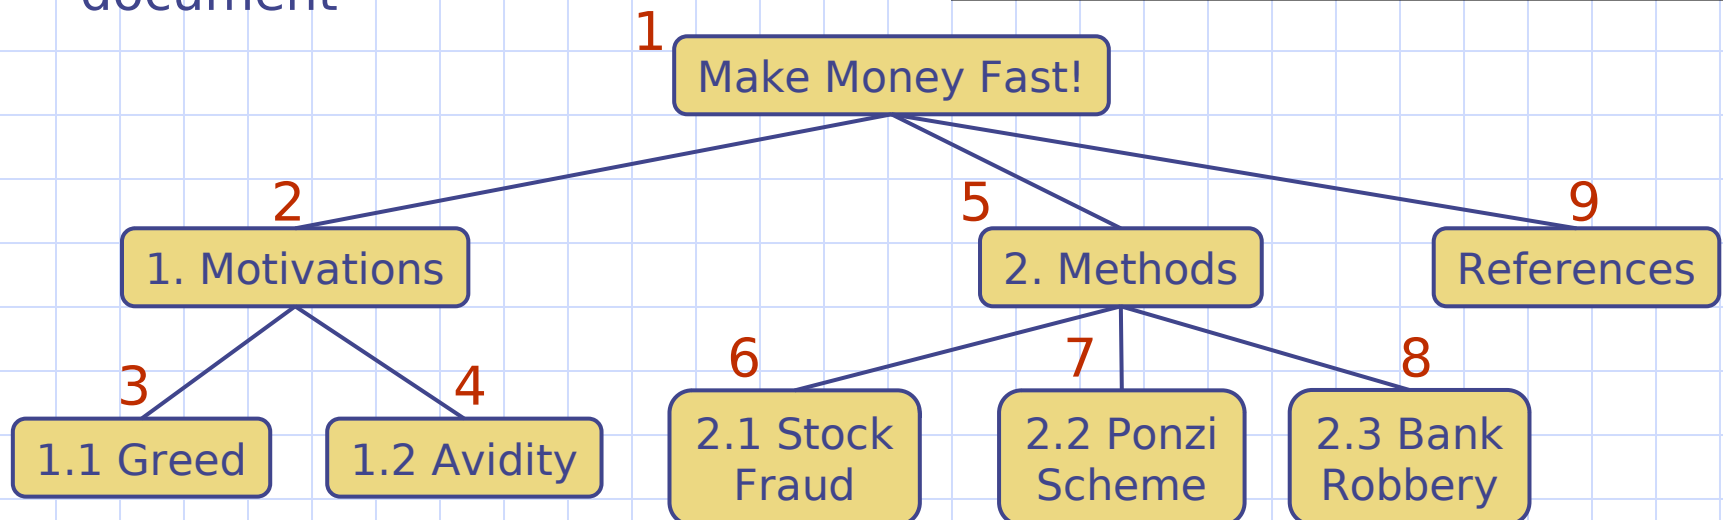 document
1
Make Money Fast!
2
5
9
1. Motivations
2. Methods
References
3
4
6
7
8
1.1 Greed
1.2 Avidity
2.1 Stock
Fraud
2.2 Ponzi
Scheme
2.3 Bank
Robbery